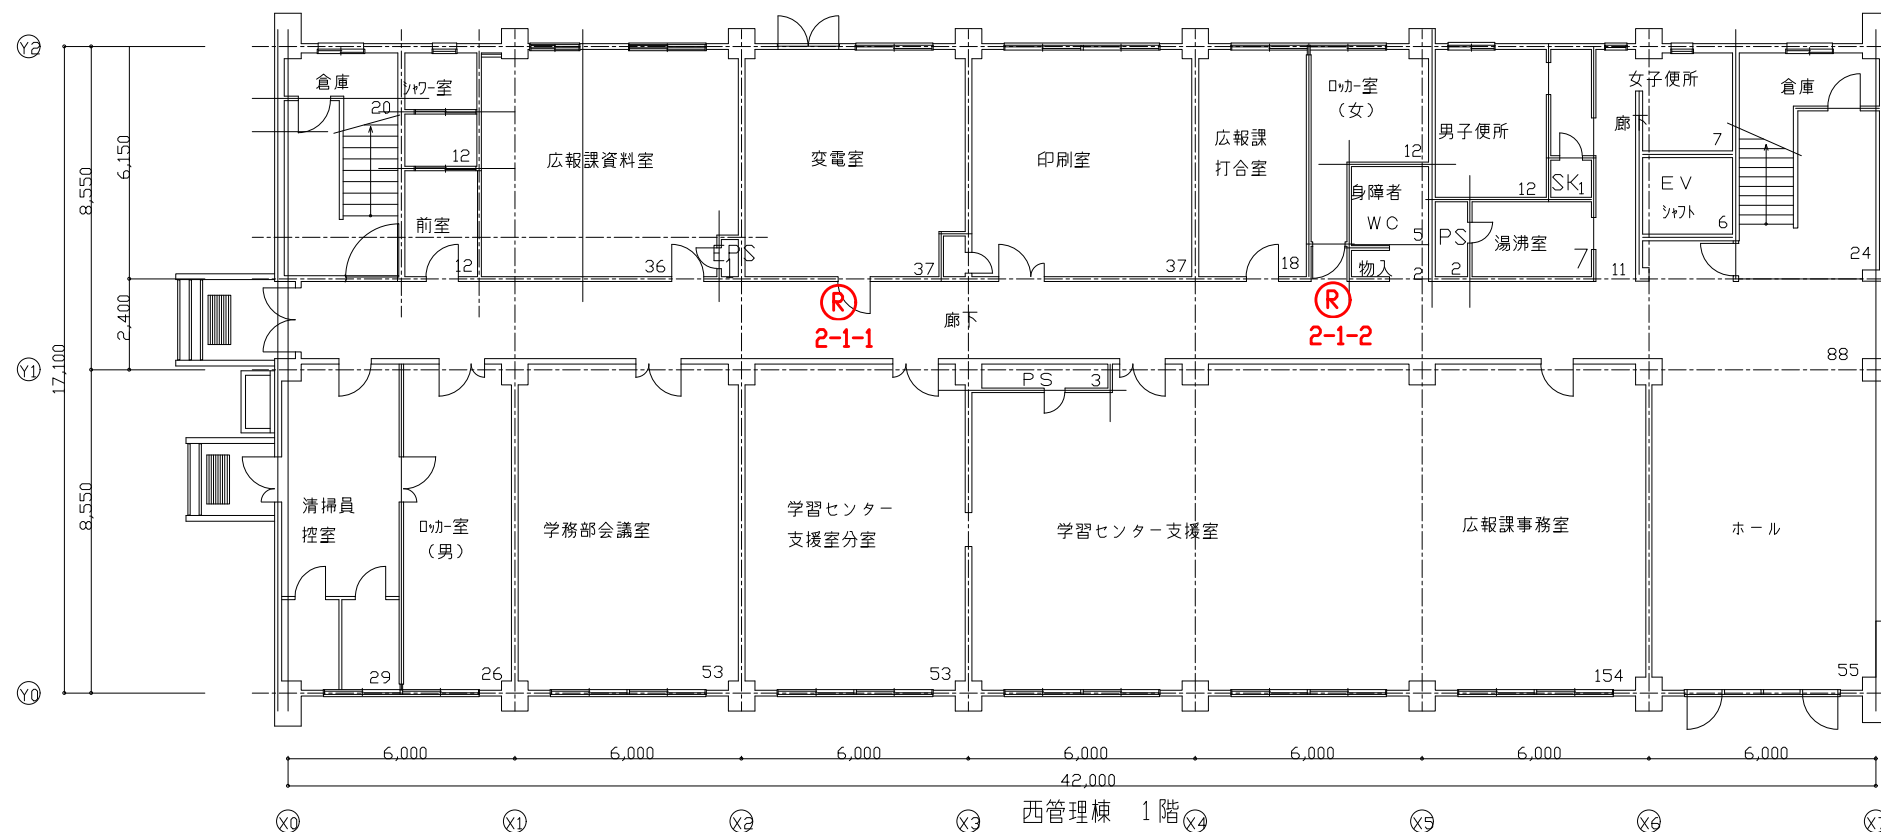 Y2
倉庫
シャワー室
20
12
前室
12
広報課資料室
36
EPS
変電室
37
印刷室
37
広報課
打合室
18
ロッカー室
(女)
12
身障者
WC
5
物入
2
男子便所
12
SK
1
PS
2
湯沸室
7
廊下
11
女子便所
7
EV
シャフト
6
倉庫
24
6,150
8,550
2,400
17,100
8,550
R
2-1-1
廊下
R
2-1-2
88
Y1
PS
3
清掃員
控室
29
ロッカー室
(男)
26
学務部会議室
53
学習センター
支援室分室
53
学習センター支援室
広報課事務室
154
ホール
55
Y0
6,000
6,000
6,000
6,000
6,000
6,000
6,000
42,000
西管理棟 1階
X0
X1
X2
X3
X4
X5
X6
X7